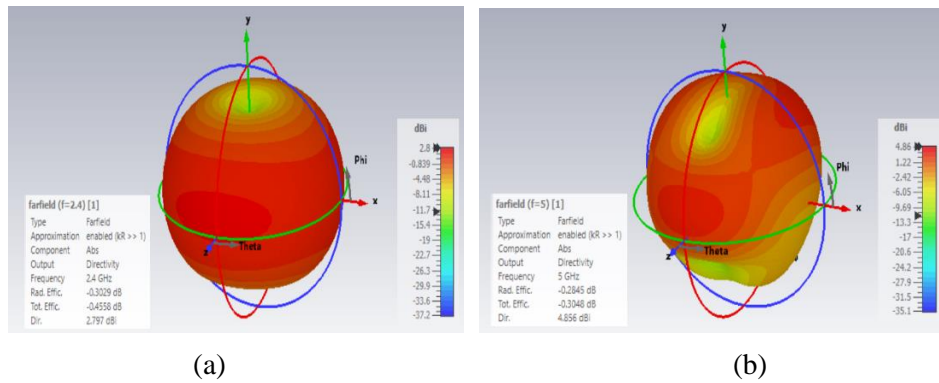 y
Phi
x
Theta
z
dBi
2.8
-0.839
-4.48
-8.11
-11.7
-15.4
-19
-22.7
-26.3
-29.9
-33.6
-37.2
farfield (f=2.4) [1]
Type Farfield
Approximation enabled (kR >> 1)
Component Abs
Output Directivity
Frequency 2.4 GHz
Rad. Effic. -0.3029 dB
Tot. Effic. -0.4558 dB
Dir. 2.797 dBi
(a)
y
Phi
x
Theta
z
dBi
4.86
1.22
-2.42
-6.05
-9.69
-13.3
-17
-20.6
-24.2
-27.9
-31.5
-35.1
farfield (f=5) [1]
Type Farfield
Approximation enabled (kR >> 1)
Component Abs
Output Directivity
Frequency 5 GHz
Rad. Effic. -0.2845 dB
Tot. Effic. -0.3048 dB
Dir. 4.856 dBi
(b)